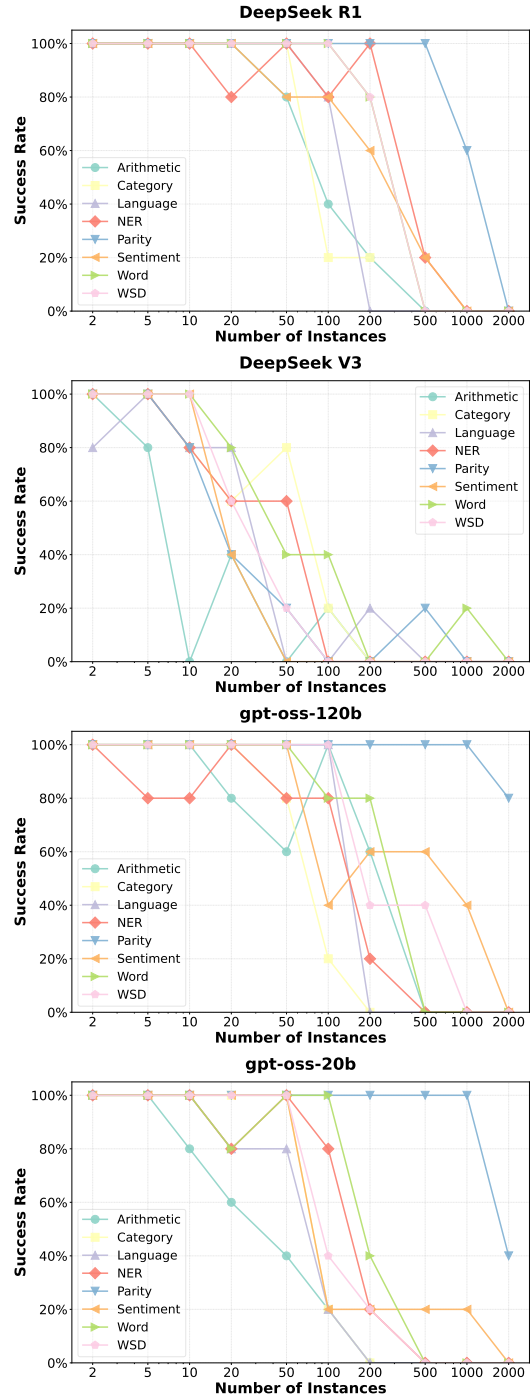 DeepSeek R1
100%
80%
60%
40%
20%
0%
Success Rate
Arithmetic
Category
Language
NER
Parity
Sentiment
Word
WSD
2 5 10 20 50 100 200 500 1000 2000
Number of Instances
DeepSeek V3
100%
80%
60%
40%
20%
0%
Success Rate
Arithmetic
Category
Language
NER
Parity
Sentiment
Word
WSD
2 5 10 20 50 100 200 500 1000 2000
Number of Instances
gpt-oss-120b
100%
80%
60%
40%
20%
0%
Success Rate
Arithmetic
Category
Language
NER
Parity
Sentiment
Word
WSD
2 5 10 20 50 100 200 500 1000 2000
Number of Instances
gpt-oss-20b
100%
80%
60%
40%
20%
0%
Success Rate
Arithmetic
Category
Language
NER
Parity
Sentiment
Word
WSD
2 5 10 20 50 100 200 500 1000 2000
Number of Instances